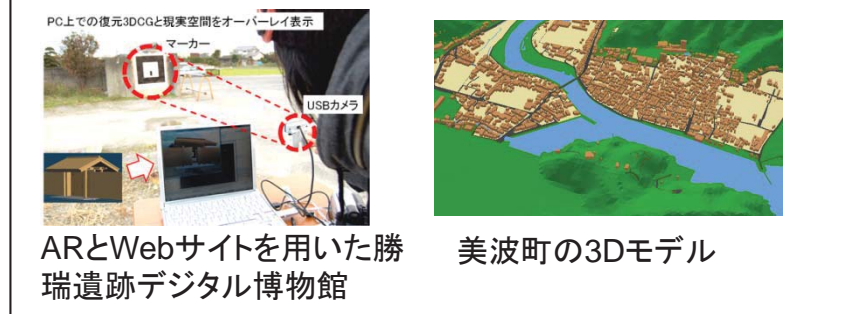 PC上での復元3DCGと現実空間をオーバーレイ表示
マーカー
USBカメラ
ARとWebサイトを用いた勝
瑞遺跡デジタル博物館
美波町の3Dモデル